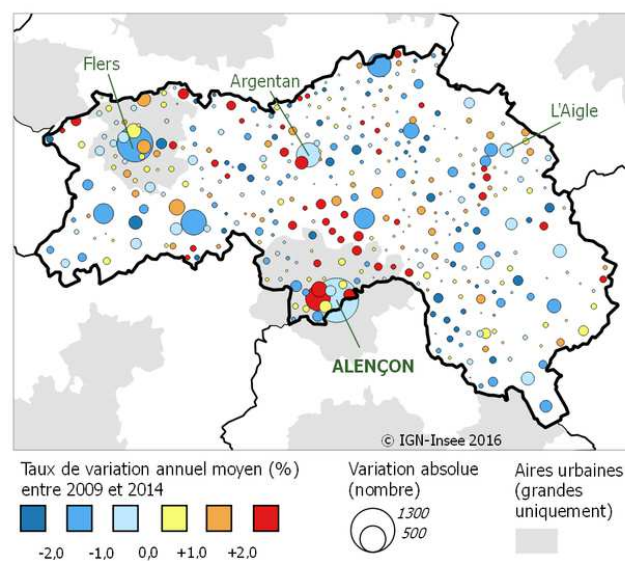 Flers
Argentan
L'Aigle
ALENÇON
© IGN-Insee 2016
Taux de variation annuel moyen (%)
entre 2009 et 2014
-2,0 -1,0 0,0 +1,0 +2,0
Variation absolue
(nombre)
1300
500
Aires urbaines
(grandes
uniquement)